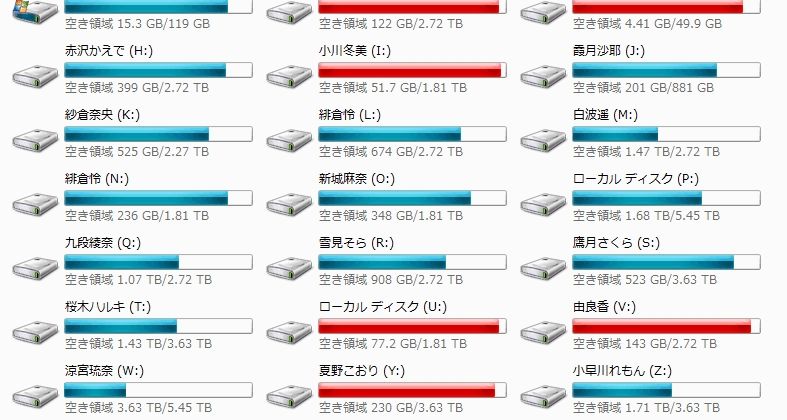 空き領域 15.3 GB/119 GB
空き領域 122 GB/2.72 TB
空き領域 4.41 GB/49.9 GB
赤沢かえで (H:)
小川冬美 (I:)
霞月沙耶 (J:)
空き領域 399 GB/2.72 TB
空き領域 51.7 GB/1.81 TB
空き領域 201 GB/881 GB
紗倉奈央 (K:)
緋倉怜 (L:)
白波遥 (M:)
空き領域 525 GB/2.27 TB
空き領域 674 GB/2.72 TB
空き領域 1.47 TB/2.72 TB
緋倉怜 (N:)
新城麻奈 (O:)
ローカル ディスク (P:)
空き領域 236 GB/1.81 TB
空き領域 348 GB/1.81 TB
空き領域 1.68 TB/5.45 TB
九段綾奈 (Q:)
雪見そら (R:)
鷹月さくら (S:)
空き領域 1.07 TB/2.72 TB
空き領域 908 GB/2.72 TB
空き領域 523 GB/3.63 TB
桜木ハルキ (T:)
ローカル ディスク (U:)
由良香 (V:)
空き領域 1.43 TB/3.63 TB
空き領域 77.2 GB/1.81 TB
空き領域 143 GB/2.72 TB
涼宮琉奈 (W:)
夏野こおり (Y:)
小早川れもん (Z:)
空き領域 3.63 TB/5.45 TB
空き領域 230 GB/3.63 TB
空き領域 1.71 TB/3.63 TB